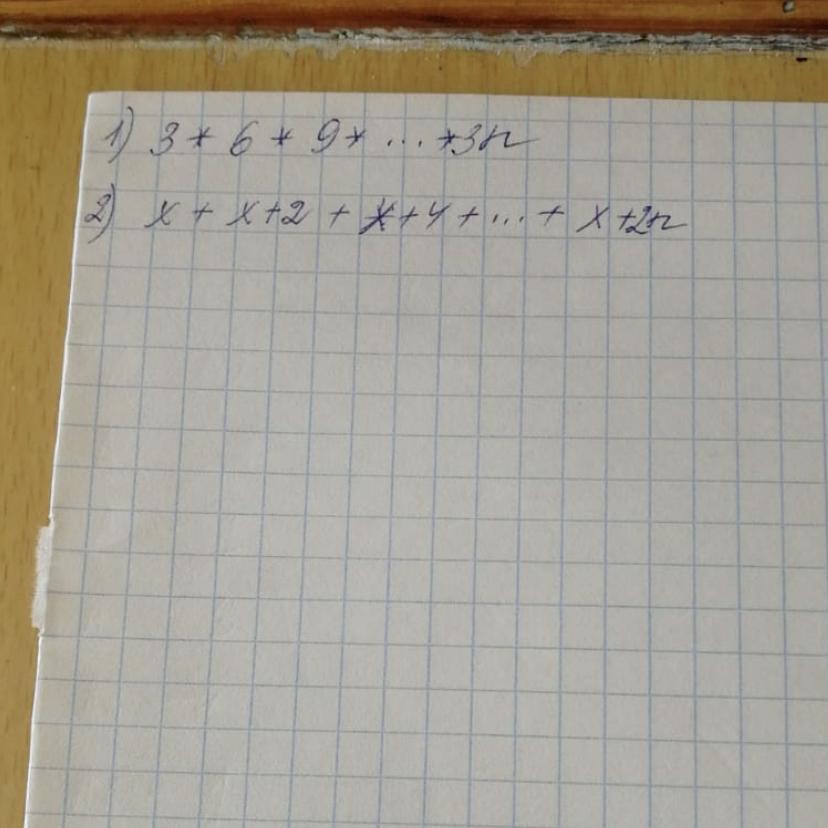 1) 3 * 6 * 9 * ... * 3n
2) x + x+2 + x+4 + ... + x+2n